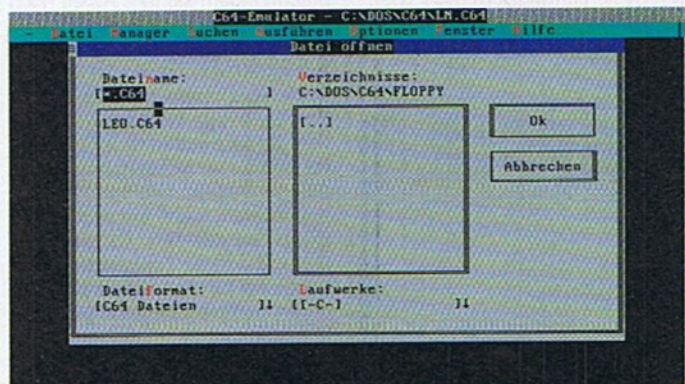 C64-Emulator - C:\DOS\C64\LN.C64
- Datei Manager Suchen Ausführen Optionen Fenster Hilfe
Datei öffnen
Dateiname:
[*.C64 ]
Verzeichnisse:
C:\DOS\C64\FLOPPY
LEO.C64
[..]
Ok
Abbrechen
Dateiformat:
[C64 Dateien ]↓
Laufwerke:
[[-C-] ]↓